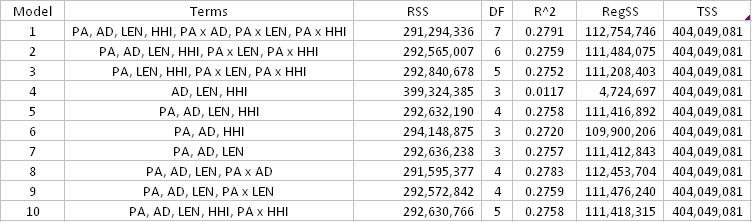 Model Terms RSS DF R^2 RegSS TSS
1 PA, AD, LEN, HHI, PA x AD, PA x LEN, PA x HHI 291,294,336 7 0.2791 112,754,746 404,049,081
2 PA, AD, LEN, HHI, PA x LEN, PA x HHI 292,565,007 6 0.2759 111,484,075 404,049,081
3 PA, LEN, HHI, PA x LEN, PA x HHI 292,840,678 5 0.2752 111,208,403 404,049,081
4 AD, LEN, HHI 399,324,385 3 0.0117 4,724,697 404,049,081
5 PA, AD, LEN, HHI 292,632,190 4 0.2758 111,416,892 404,049,081
6 PA, AD, HHI 294,148,875 3 0.2720 109,900,206 404,049,081
7 PA, AD, LEN 292,636,238 3 0.2757 111,412,843 404,049,081
8 PA, AD, LEN, PA x AD 291,595,377 4 0.2783 112,453,704 404,049,081
9 PA, AD, LEN, PA x LEN 292,572,842 4 0.2759 111,476,240 404,049,081
10 PA, AD, LEN, HHI, PA x HHI 292,630,766 5 0.2758 111,418,315 404,049,081